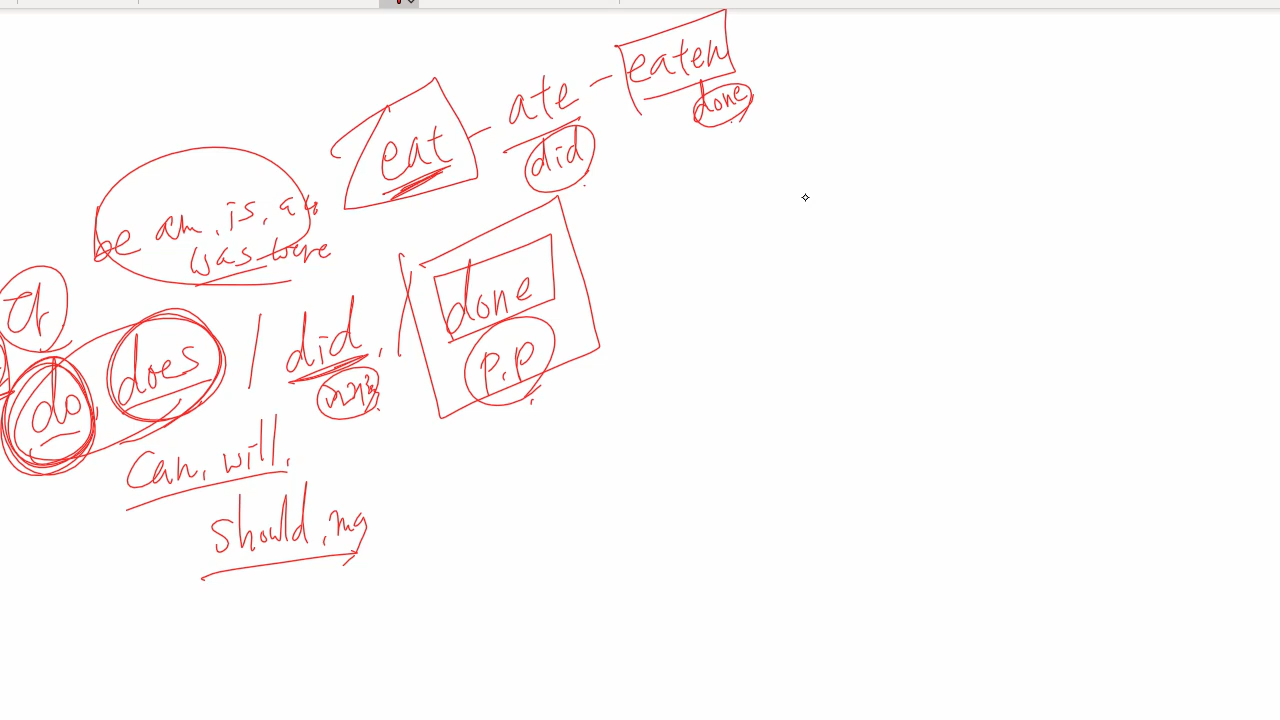 eat - ate - eaten
did
done
be am, is, are
was were
do does / did, / done
p.p
can, will,
should, may